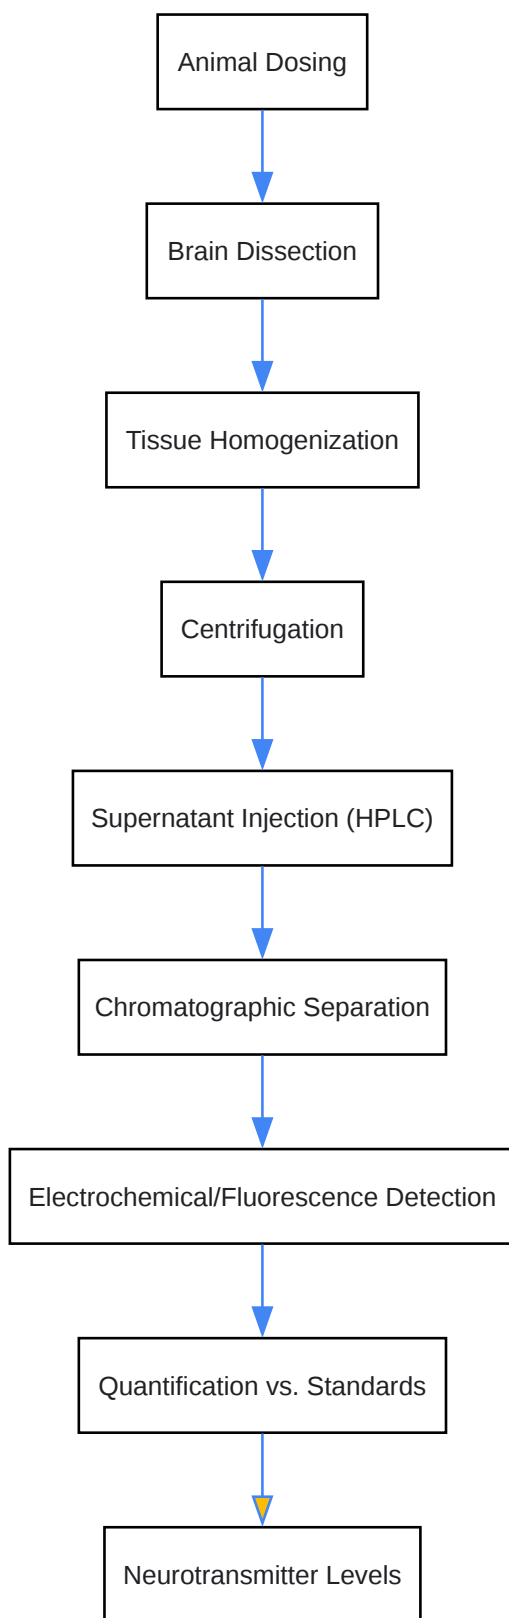 Animal Dosing
Brain Dissection
Tissue Homogenization
Centrifugation
Supernatant Injection (HPLC)
Chromatographic Separation
Electrochemical/Fluorescence Detection
Quantification vs. Standards
Neurotransmitter Levels